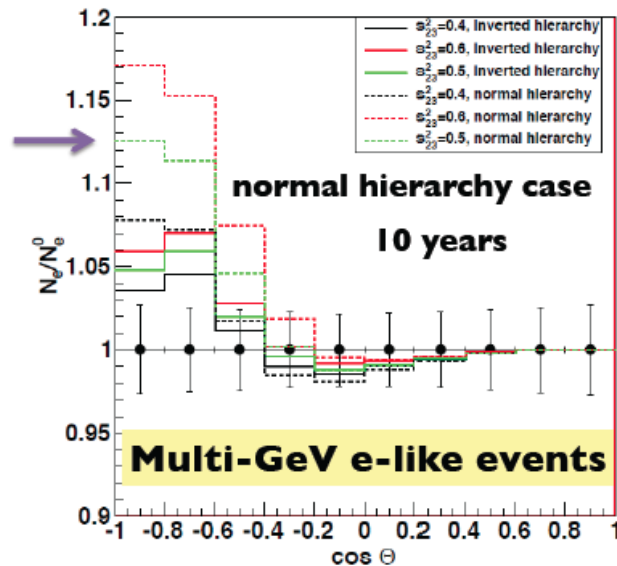 1.2
s²₂₃=0.4, Inverted hierarchy
s²₂₃=0.6, Inverted hierarchy
s²₂₃=0.5, Inverted hierarchy
s²₂₃=0.4, normal hierarchy
s²₂₃=0.6, normal hierarchy
s²₂₃=0.5, normal hierarchy
1.15
1.1
normal hierarchy case
10 years
Nₑ/Nₑ⁰
1.05
1
0.95
Multi-GeV e-like events
0.9
-1 -0.8 -0.6 -0.4 -0.2 0 0.2 0.4 0.6 0.8 1
cos Θ